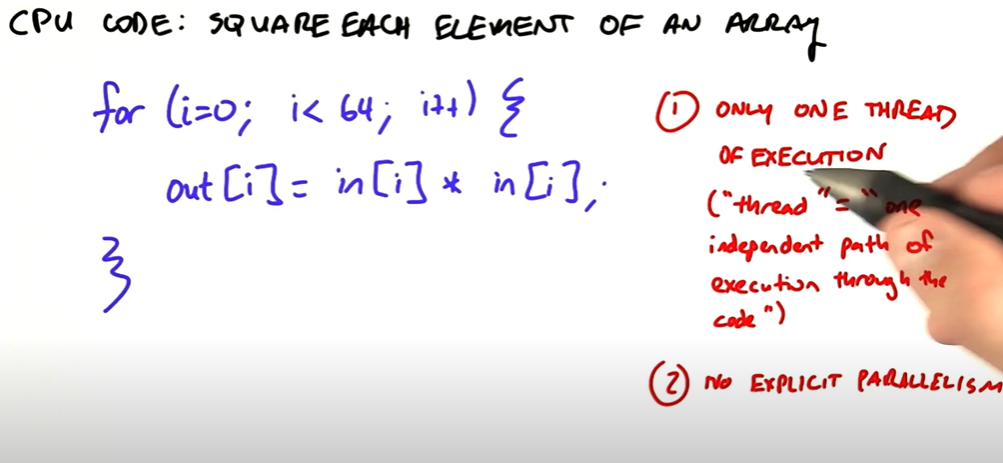 CPU CODE: SQUARE EACH ELEMENT OF AN ARRAY
for (i=0; i< 64; i++) {
out[i] = in[i] * in[i];
}
① ONLY ONE THREAD
OF EXECUTION
("thread" = "one
independent path of
execution through the
code")
② NO EXPLICIT PARALLELISM